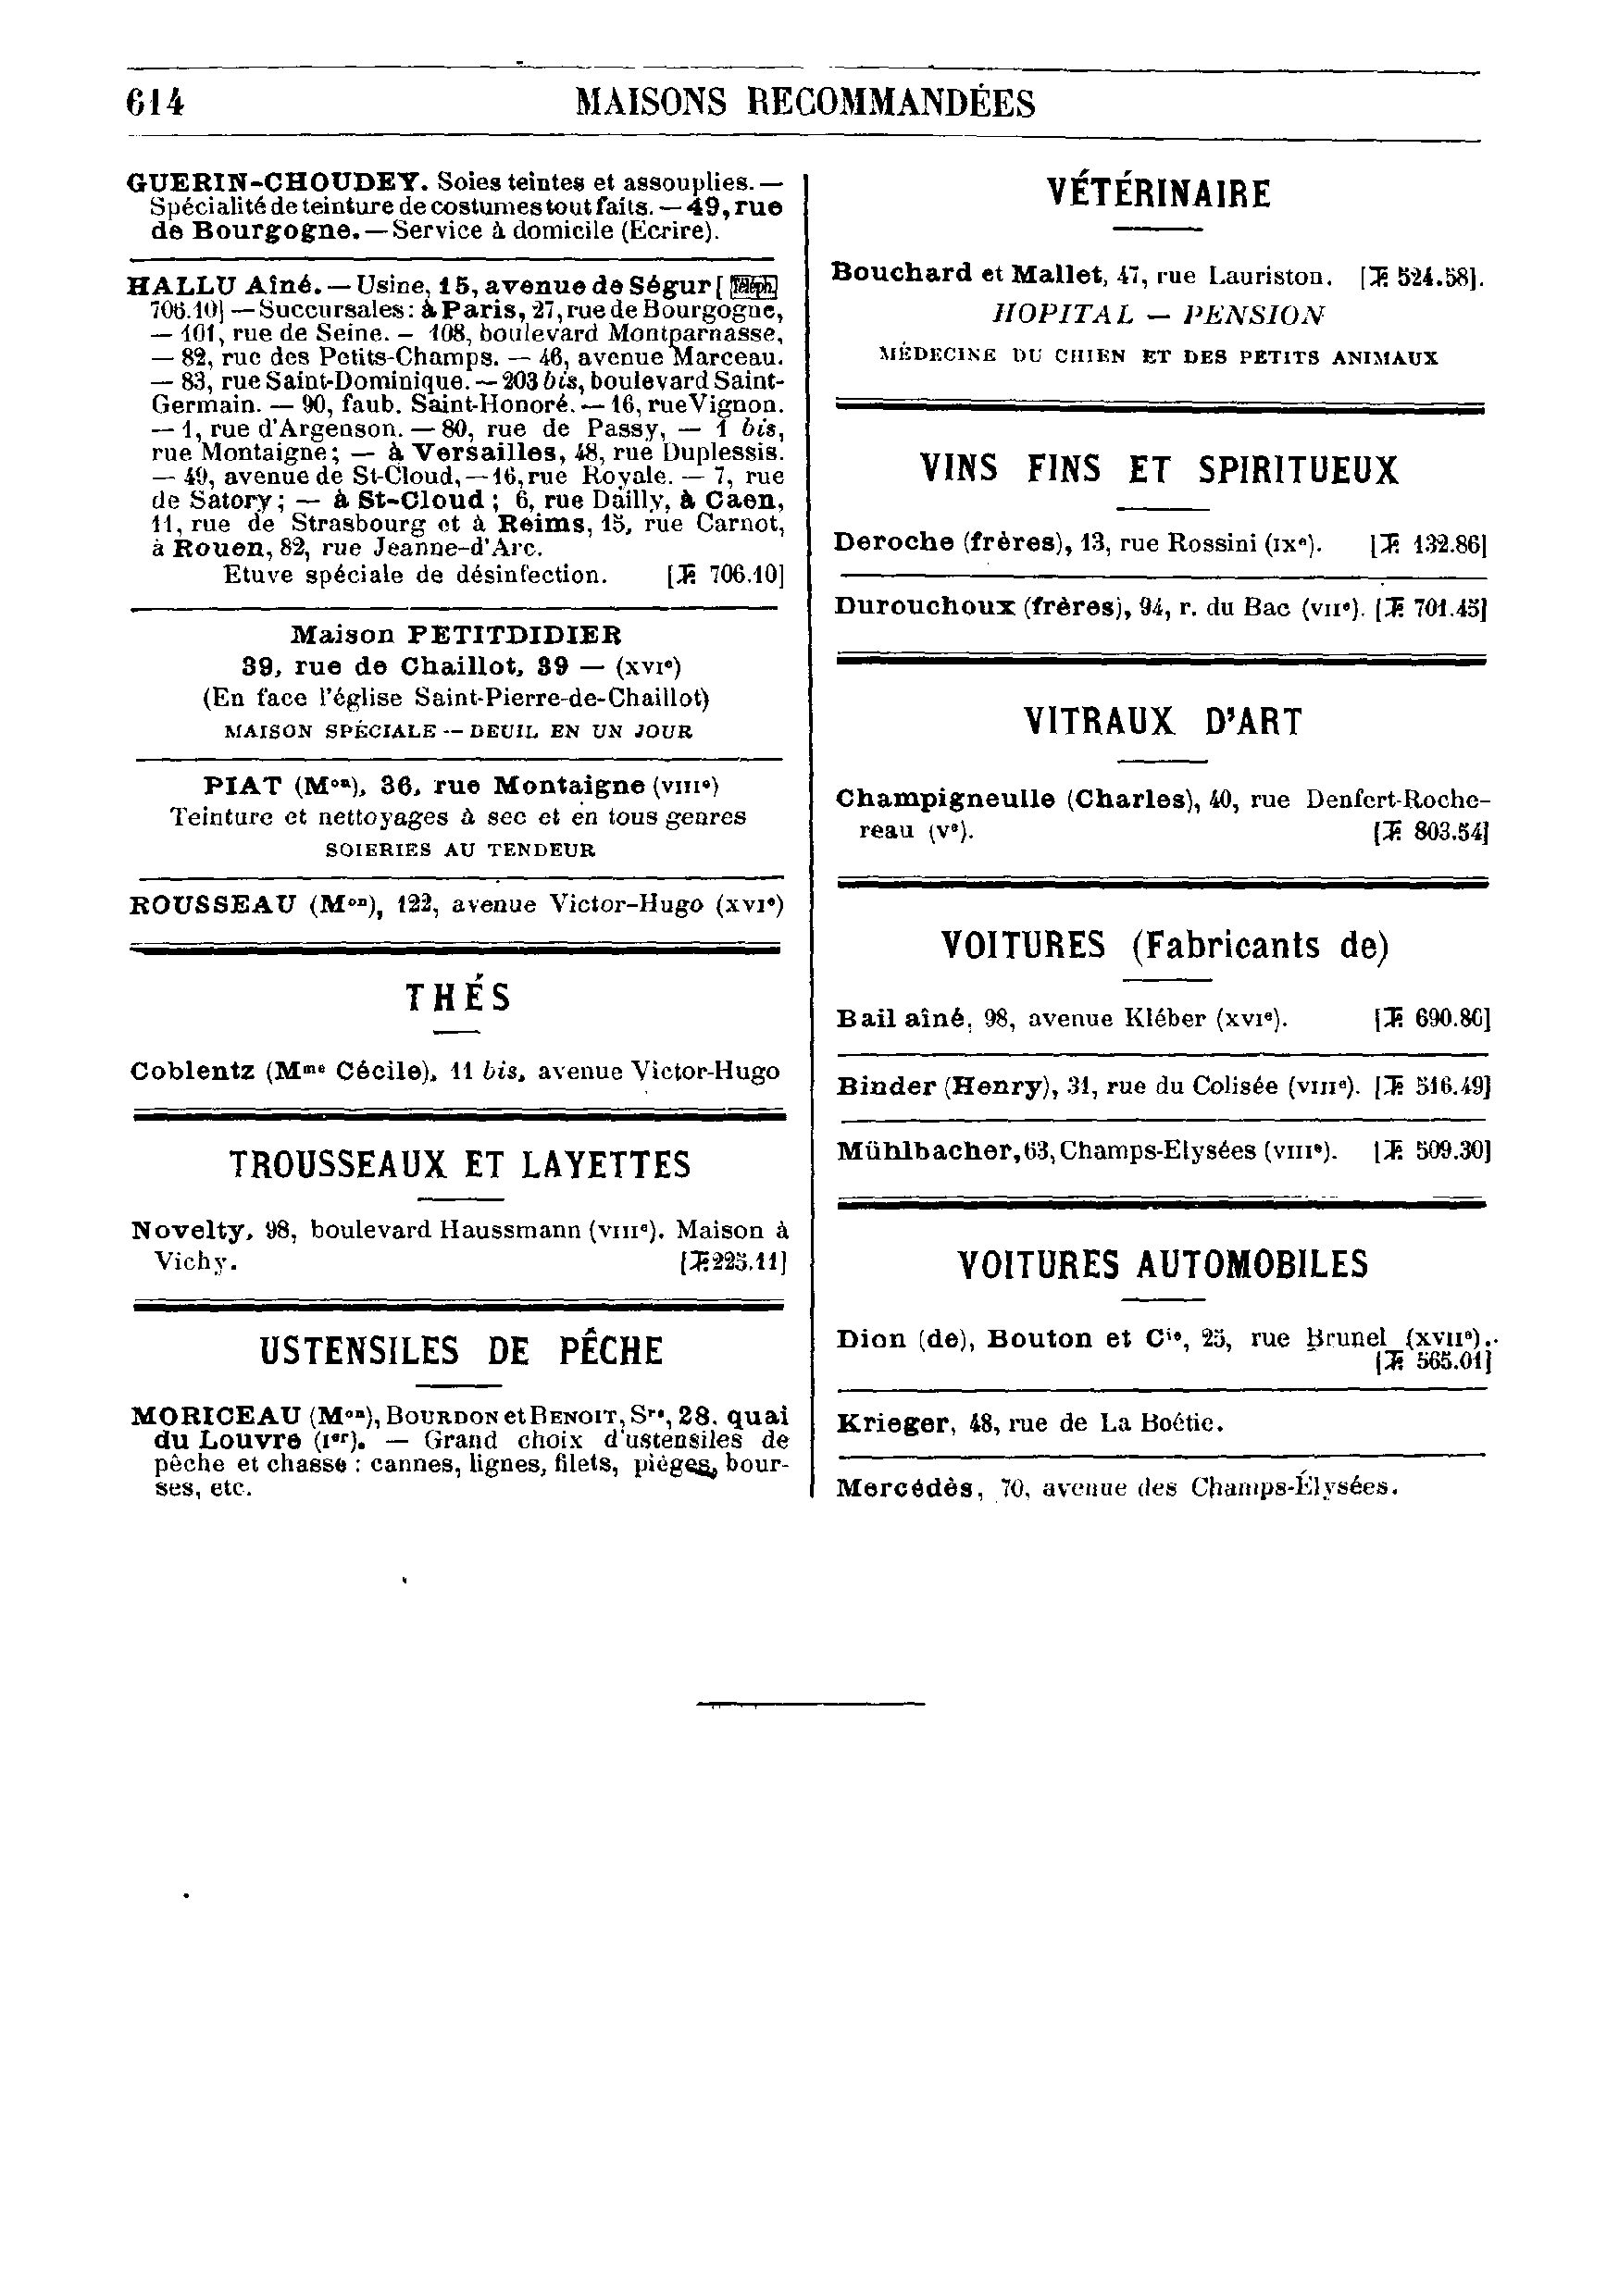 614
MAISONS RECOMMANDÉES
GUERIN-CHOUDEY. Soies teintes et assouplies. —
Spécialité de teinture de costumes tout faits. — 49, rue
de Bourgogne. — Service à domicile (Ecrire).
HALLU Aîné. — Usine, 15, avenue de Ségur [Téléph.
706.10] — Succursales : à Paris, 27, rue de Bourgogne,
— 101, rue de Seine. — 108, boulevard Montparnasse,
— 82, rue des Petits-Champs. — 46, avenue Marceau.
— 83, rue Saint-Dominique. — 203 bis, boulevard Saint-
Germain. — 90, faub. Saint-Honoré. — 16, rue Vignon.
— 1, rue d'Argenson. — 80, rue de Passy, — 1 bis,
rue Montaigne ; — à Versailles, 48, rue Duplessis.
— 49, avenue de St-Cloud, — 16, rue Royale. — 7, rue
de Satory ; — à St-Cloud ; 6, rue Dailly, à Caen,
11, rue de Strasbourg et à Reims, 15, rue Carnot,
à Rouen, 82, rue Jeanne-d'Arc.
Etuve spéciale de désinfection. [T. 706.10]
Maison PETITDIDIER
39, rue de Chaillot, 39 — (XVIe)
(En face l'église Saint-Pierre-de-Chaillot)
MAISON SPÉCIALE — DEUIL EN UN JOUR
PIAT (Mon), 36, rue Montaigne (VIIIe)
Teinture et nettoyages à sec et en tous genres
SOIERIES AU TENDEUR
ROUSSEAU (Mon), 122, avenue Victor-Hugo (XVIe)
THÉS
Coblentz (Mme Cécile), 11 bis, avenue Victor-Hugo
TROUSSEAUX ET LAYETTES
Novelty, 98, boulevard Haussmann (VIIIe). Maison à
Vichy. [T. 225.11]
USTENSILES DE PÊCHE
MORICEAU (Mon), BOURDON et BENOIT, Srs, 28, quai
du Louvre (Ier). — Grand choix d'ustensiles de
pêche et chasse : cannes, lignes, filets, pièges, bour-
ses, etc.
VÉTÉRINAIRE
Bouchard et Mallet, 47, rue Lauriston. [T. 524.58].
HOPITAL — PENSION
MÉDECINE DU CHIEN ET DES PETITS ANIMAUX
VINS FINS ET SPIRITUEUX
Deroche (frères), 13, rue Rossini (IXe). [T. 132.86]
Durouchoux (frères), 94, r. du Bac (VIIe). [T. 701.45]
VITRAUX D'ART
Champigneulle (Charles), 40, rue Denfert-Roche-
reau (Ve). [T. 803.54]
VOITURES (Fabricants de)
Bail aîné, 98, avenue Kléber (XVIe). [T. 690.80]
Binder (Henry), 31, rue du Colisée (VIIIe). [T. 516.49]
Mühlbacher, 63, Champs-Elysées (VIIIe). [T. 509.30]
VOITURES AUTOMOBILES
Dion (de), Bouton et Cie, 25, rue Brunel (XVIIe).
[T. 565.01]
Krieger, 48, rue de La Boétie.
Mercédès, 70, avenue des Champs-Élysées.